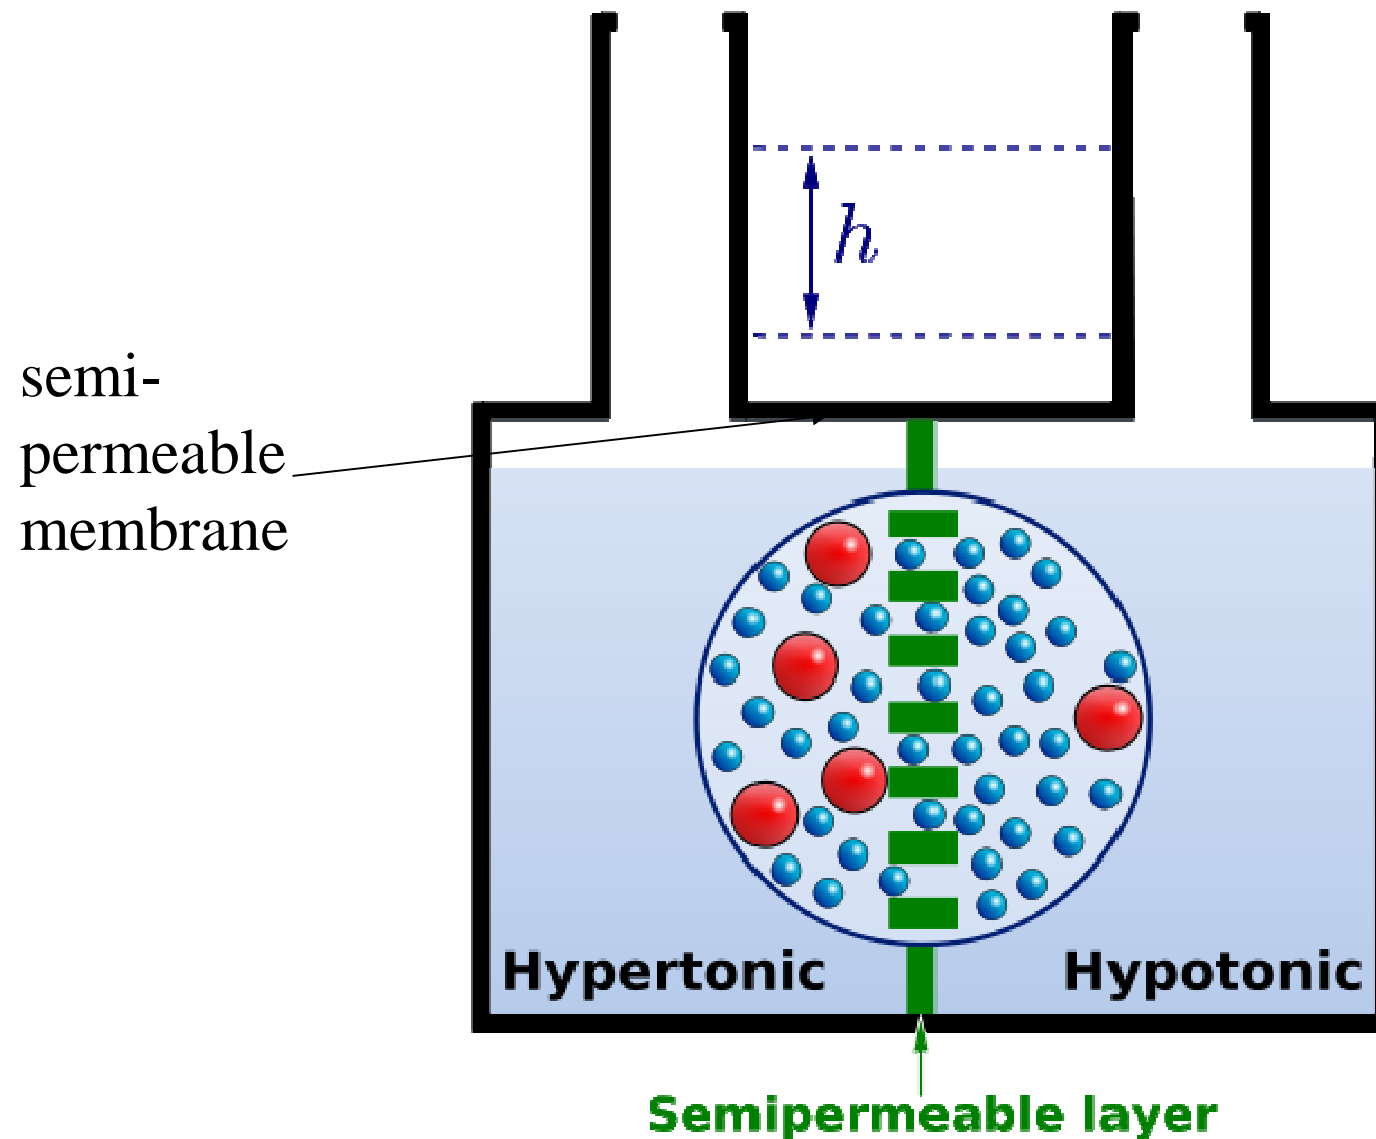 h
semi-
permeable
membrane
Hypertonic
Hypotonic
Semipermeable layer